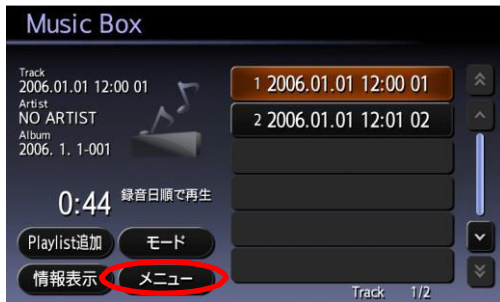 Music Box
Track
2006.01.01 12:00 01
Artist
NO ARTIST
Album
2006. 1. 1-001
0:44 録音日順で再生
Playlist追加 モード
情報表示 メニュー
1 2006.01.01 12:00 01
2 2006.01.01 12:01 02
Track 1/2